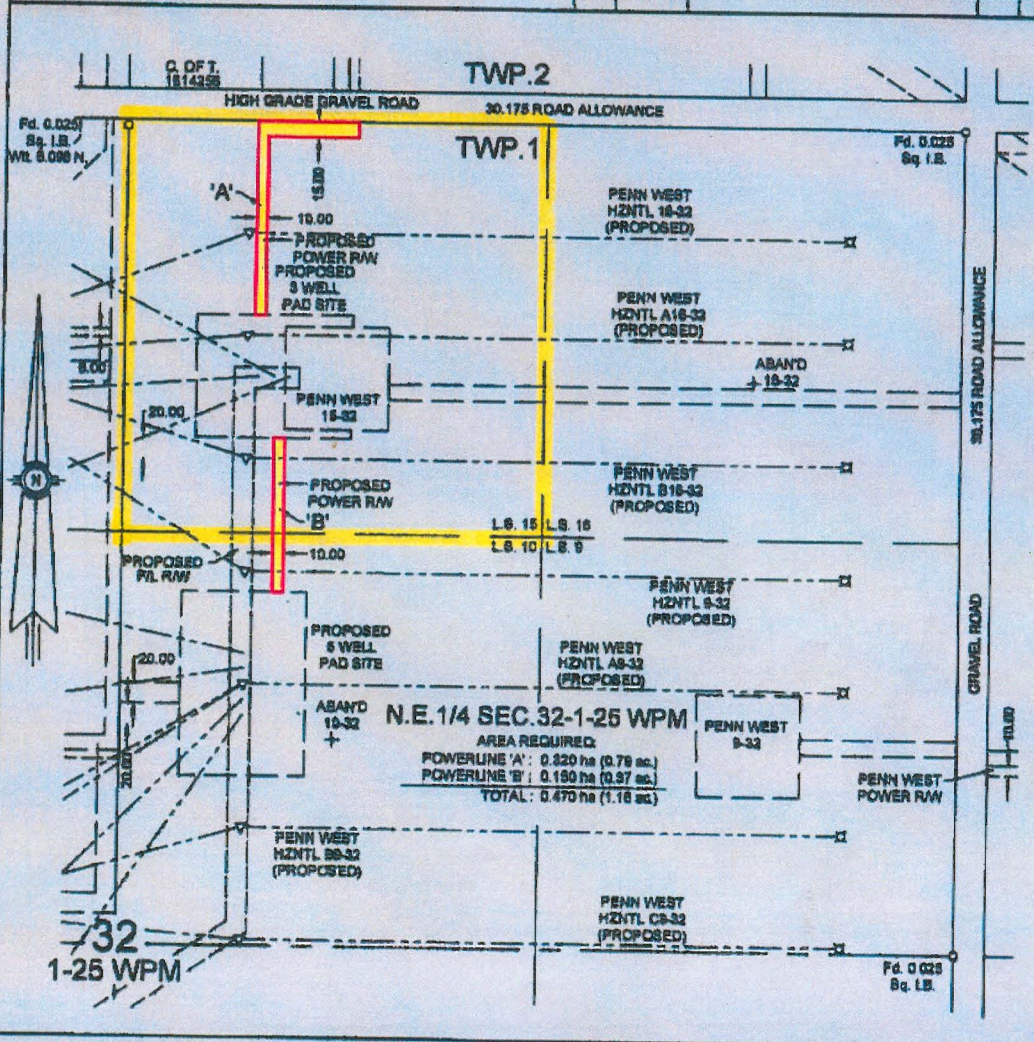 C. OF T.
1814256
TWP.2
HIGH GRADE GRAVEL ROAD
30.175 ROAD ALLOWANCE
Fd. 0.025
Sq. I.B.
Wit. N.
TWP.1
Fd. 0.025
Sq. I.B.
15.00
'A'
10.00
PROPOSED
POWER R/W
PROPOSED
WELL
PAD SITE
PENN WEST
HZNTL 16-32
(PROPOSED)
PENN WEST
HZNTL A16-32
(PROPOSED)
ABAN'D
16-32
30.175 ROAD ALLOWANCE
20.00
PENN WEST
15-32
PENN WEST
HZNTL B16-32
(PROPOSED)
N
PROPOSED
POWER R/W
'B'
10.00
L.S. 15
L.S. 16
L.S. 10
L.S. 9
PROPOSED
P/L R/W
PENN WEST
HZNTL 9-32
(PROPOSED)
GRAVEL ROAD
PROPOSED
WELL
PAD SITE
20.00
PENN WEST
HZNTL A9-32
(PROPOSED)
ABAN'D
10-32
N.E.1/4 SEC.32-1-25 WPM
AREA REQUIRED:
POWERLINE 'A' : 0.320 ha (0.79 ac.)
POWERLINE 'B' : 0.150 ha (0.37 ac.)
TOTAL : 0.470 ha (1.16 ac.)
PENN WEST
9-32
20.00
10.00
PENN WEST
POWER R/W
PENN WEST
HZNTL B9-32
(PROPOSED)
PENN WEST
HZNTL C9-32
(PROPOSED)
32
1-25 WPM
Fd. 0.025
Sq. I.B.